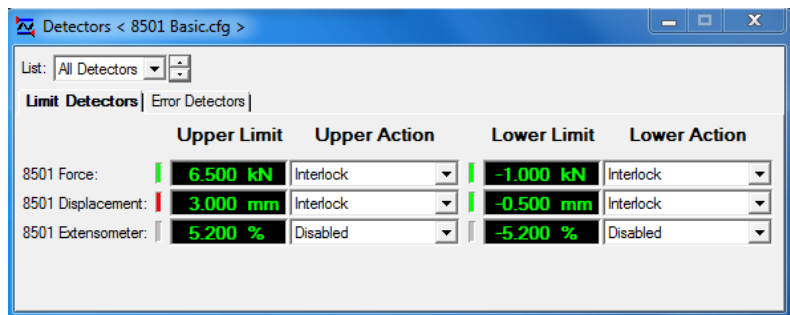 Detectors < 8501 Basic.cfg >
List: All Detectors
Limit Detectors Error Detectors
Upper Limit Upper Action Lower Limit Lower Action
8501 Force: 6.500 kN Interlock -1.000 kN Interlock
8501 Displacement: 3.000 mm Interlock -0.500 mm Interlock
8501 Extensometer: 5.200 % Disabled -5.200 % Disabled